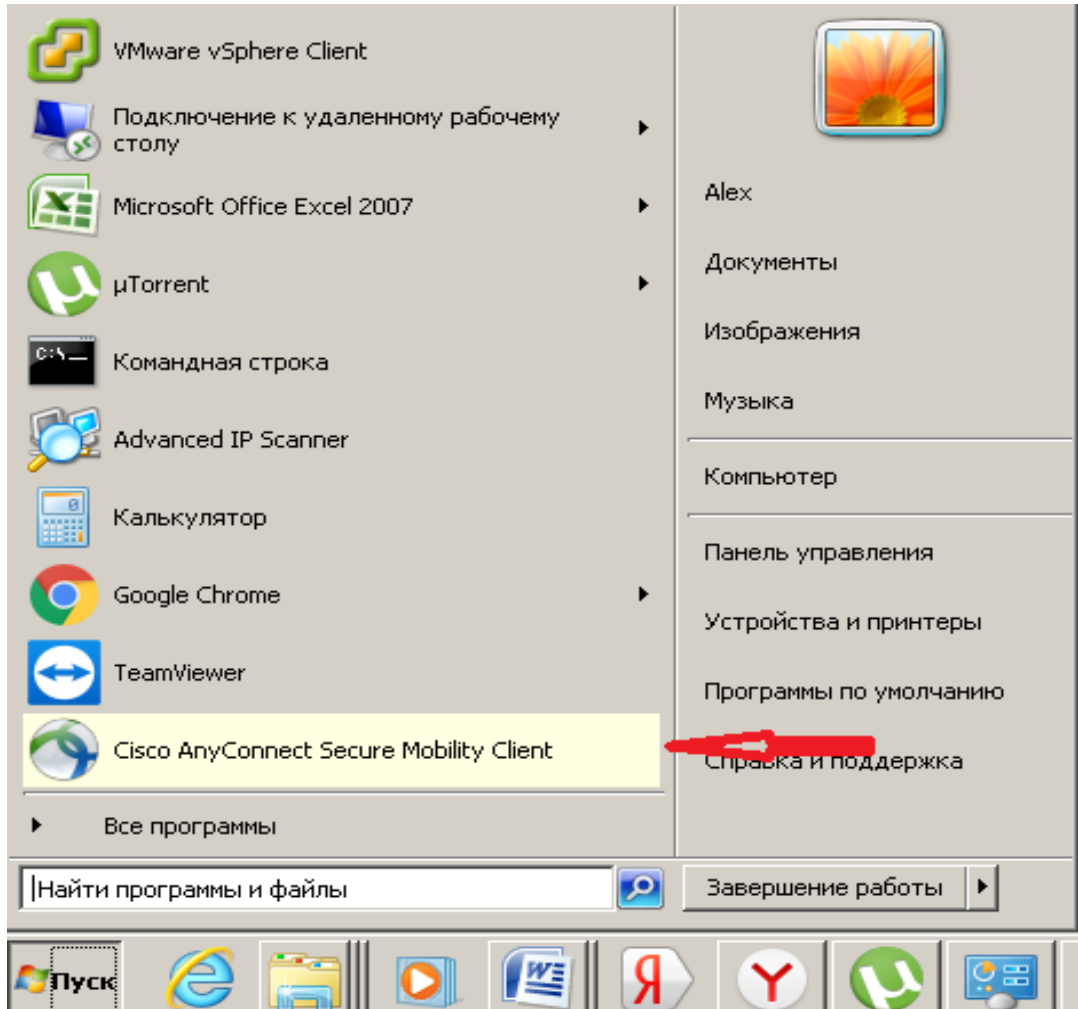 VMware vSphere Client
Подключение к удаленному рабочему
столу
Microsoft Office Excel 2007
µTorrent
C:\
Командная строка
Advanced IP Scanner
Калькулятор
Google Chrome
TeamViewer
Cisco AnyConnect Secure Mobility Client
Все программы
Найти программы и файлы
Alex
Документы
Изображения
Музыка
Компьютер
Панель управления
Устройства и принтеры
Программы по умолчанию
Справка и поддержка
Завершение работы
Пуск